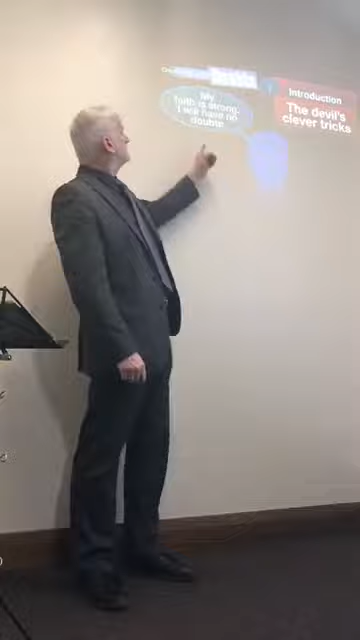 My
faith is strong.
I will have no
doubts
Introduction
The devil's
clever tricks